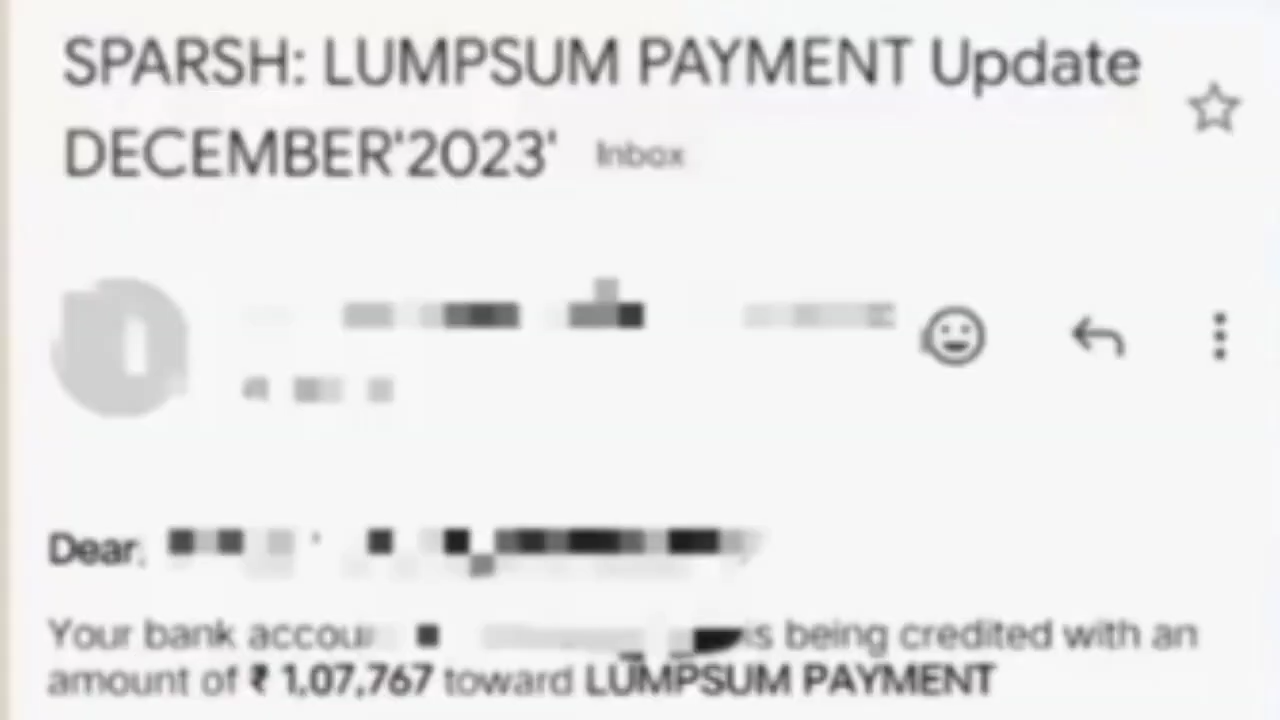 SPARSH: LUMPSUM PAYMENT Update
DECEMBER'2023' Inbox
Dear
Your bank is being credited with an
amount of ₹ 1,07,767 toward LUMPSUM PAYMENT